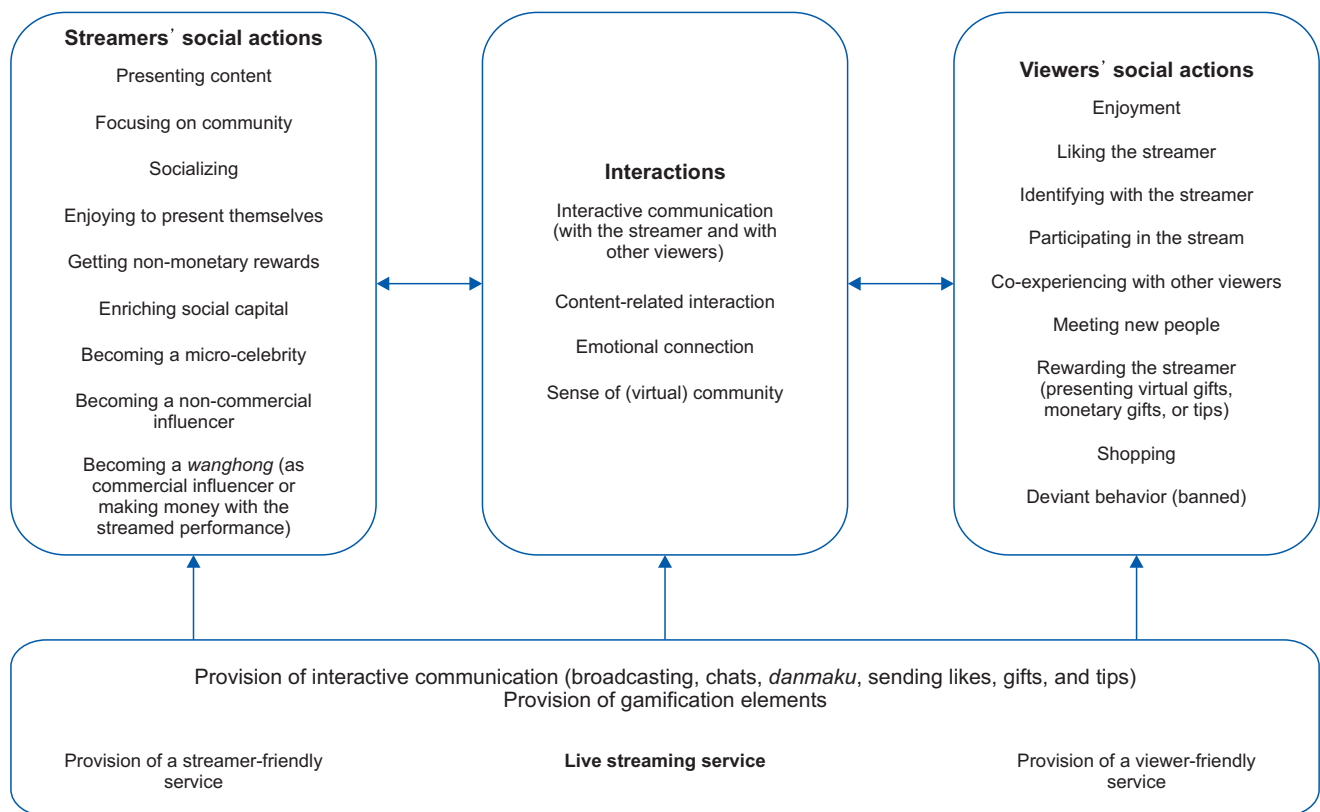 Streamers’ social actions
Presenting content
Focusing on community
Socializing
Enjoying to present themselves
Getting non-monetary rewards
Enriching social capital
Becoming a micro-celebrity
Becoming a non-commercial
influencer
Becoming a wanghong (as
commercial influencer or
making money with the
streamed performance)
Interactions
Interactive communication
(with the streamer and with
other viewers)
Content-related interaction
Emotional connection
Sense of (virtual) community
Viewers’ social actions
Enjoyment
Liking the streamer
Identifying with the streamer
Participating in the stream
Co-experiencing with other viewers
Meeting new people
Rewarding the streamer
(presenting virtual gifts,
monetary gifts, or tips)
Shopping
Deviant behavior (banned)
Provision of interactive communication (broadcasting, chats, danmaku, sending likes, gifts, and tips)
Provision of gamification elements
Provision of a streamer-friendly
service
Live streaming service
Provision of a viewer-friendly
service